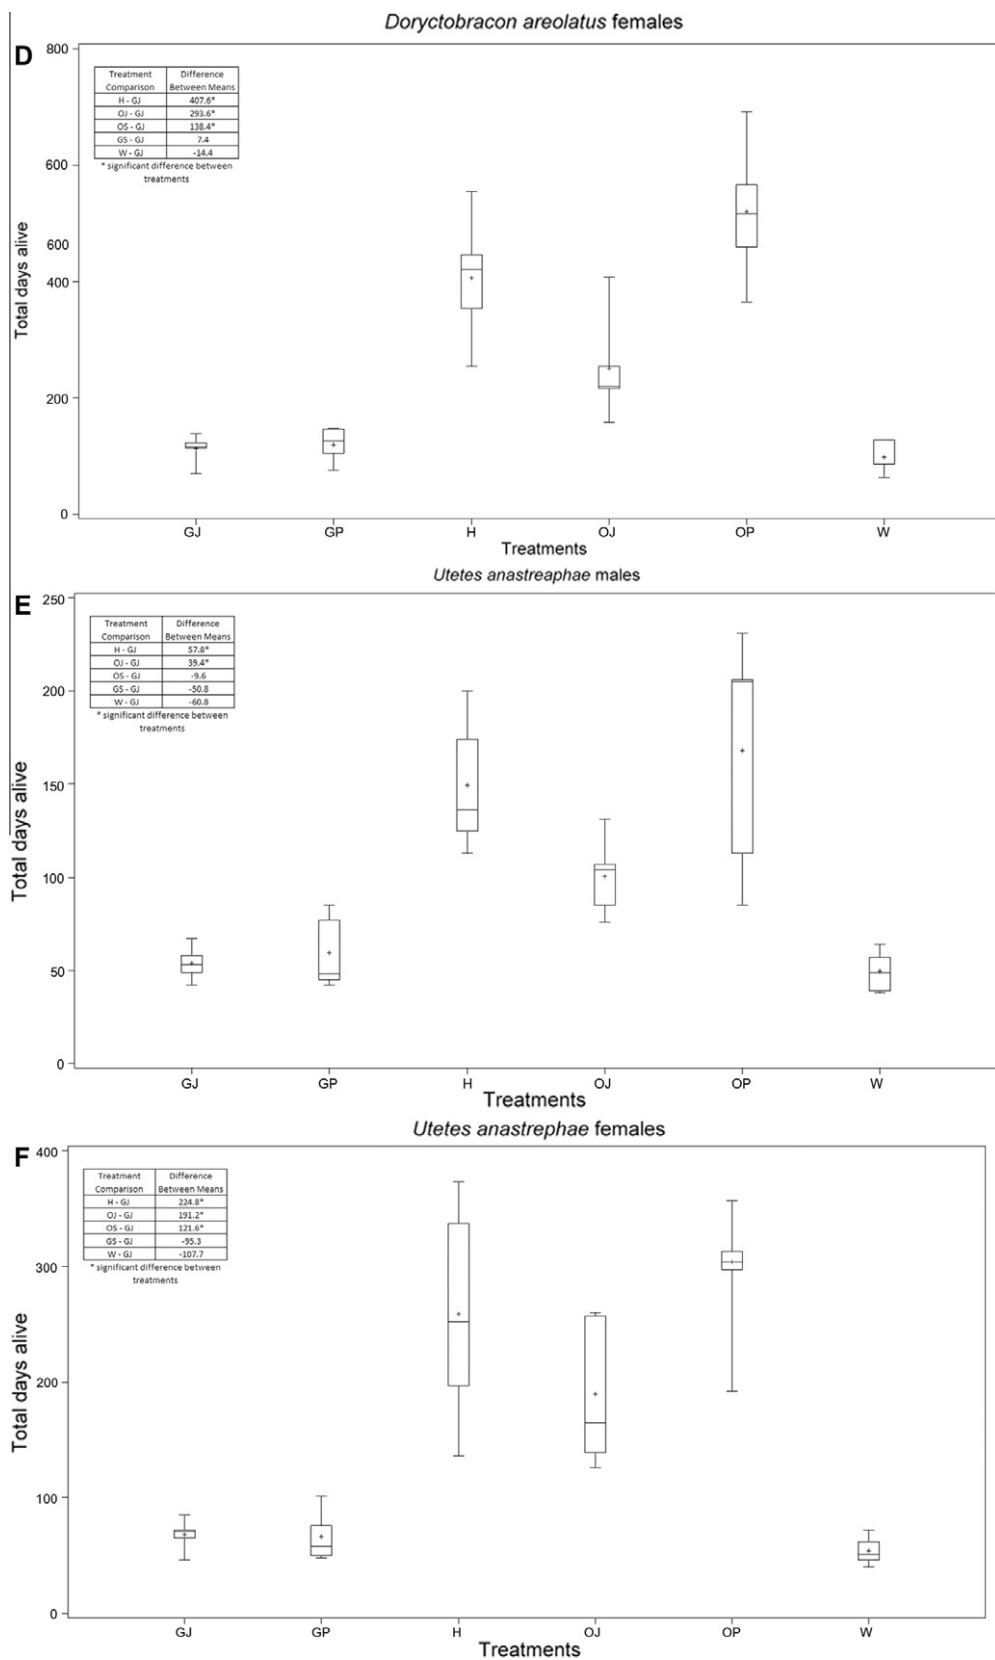 Doryctobracon areolatus females
D
800
600
600
400
200
0
Total days alive
Treatment Comparison Difference Between Means
H - GJ 407.6*
OJ - GJ 293.6*
OS - GJ 138.4*
GS - GJ 7.4
W - GJ -14.4
* significant difference between
treatments
GJ GP H OJ OP W
Treatments
Utetes anastreaphae males
E
250
200
150
100
50
0
Total days alive
Treatment Comparison Difference Between Means
H - GJ 57.8*
OJ - GJ 39.4*
OS - GJ -9.6
GS - GJ -50.8
W - GJ -60.8
* significant difference between
treatments
GJ GP H OJ OP W
Treatments
Utetes anastrephae females
F
400
300
200
100
0
Total days alive
Treatment Comparison Difference Between Means
H - GJ 224.8*
OJ - GJ 191.2*
OS - GJ 121.6*
GS - GJ -95.3
W - GJ -107.7
* significant difference between
treatments
GJ GP H OJ OP W
Treatments